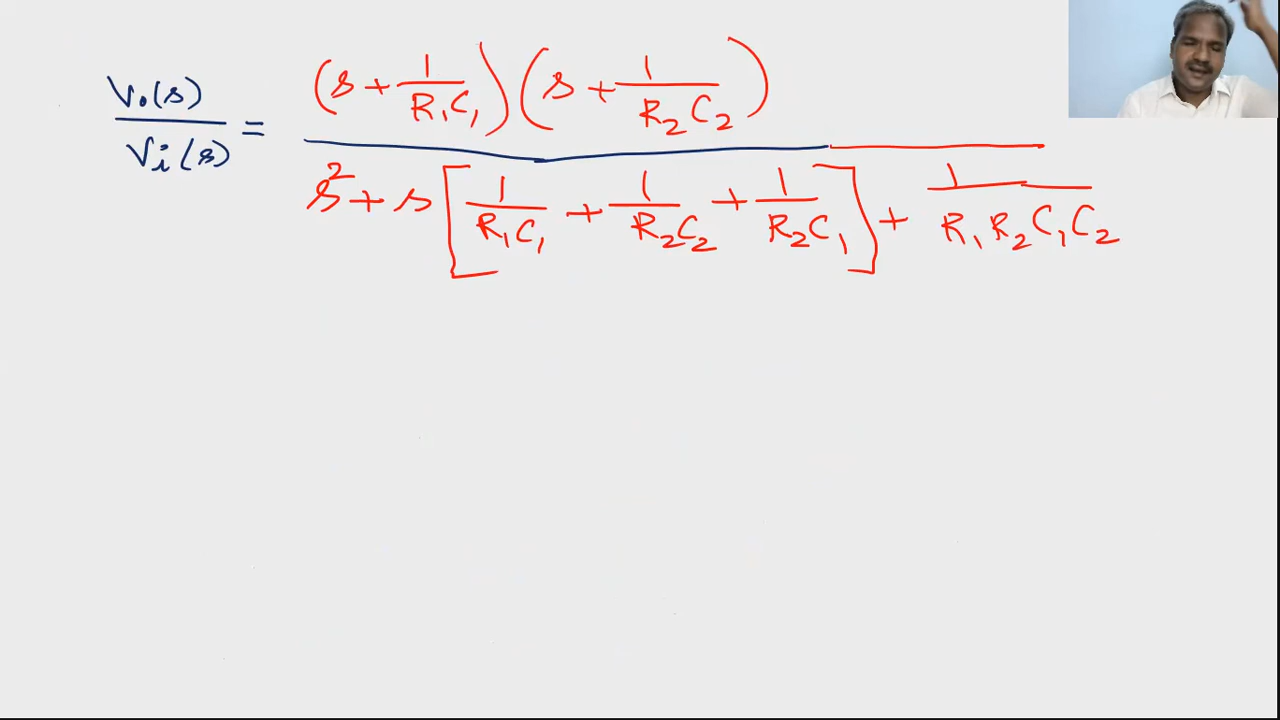 V₀(s)/Vᵢ(s) = (s + 1/R₁C₁)(s + 1/R₂C₂)
s² + s[1/R₁C₁ + 1/R₂C₂ + 1/R₂C₁] + 1/R₁R₂C₁C₂